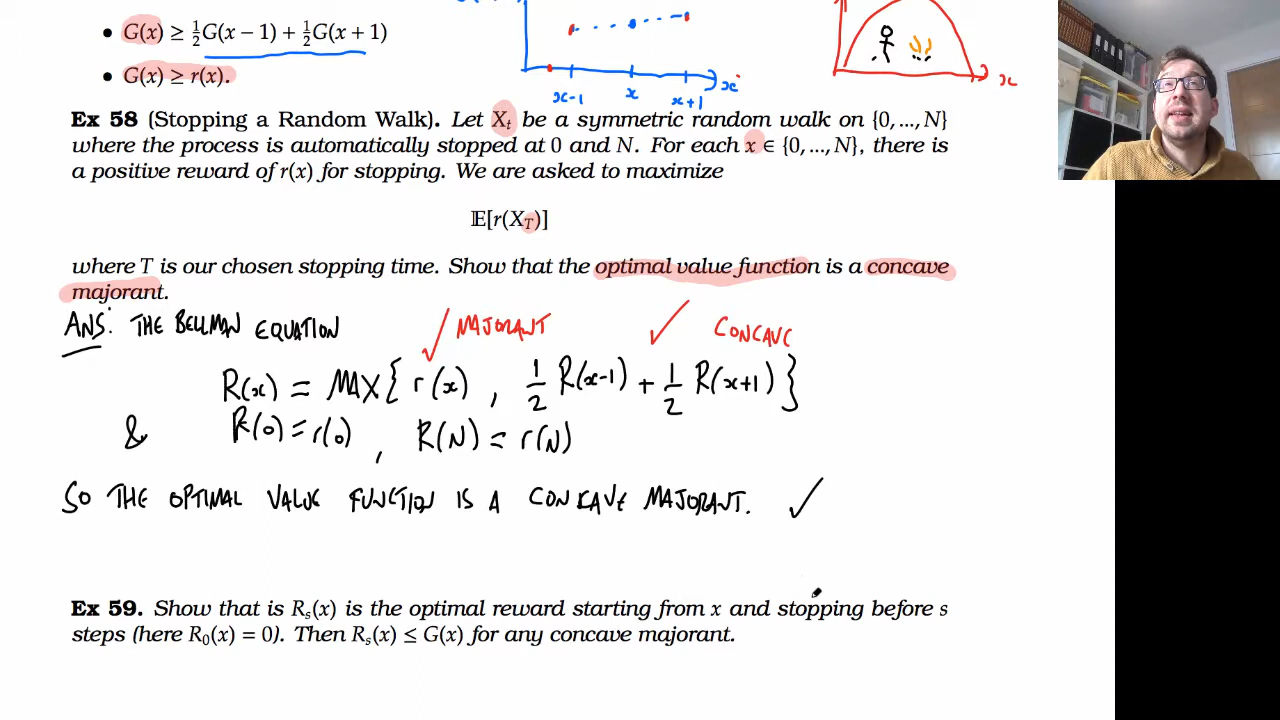 • G(x) ≥ ½G(x − 1) + ½G(x + 1)
• G(x) ≥ r(x).
x-1 x x+1 x
x
Ex 58 (Stopping a Random Walk). Let Xₜ be a symmetric random walk on {0, ..., N}
where the process is automatically stopped at 0 and N. For each x ∈ {0, ..., N}, there is
a positive reward of r(x) for stopping. We are asked to maximize
𝔼[r(X_T)]
where T is our chosen stopping time. Show that the optimal value function is a concave
majorant.
ANS: THE BELLMAN EQUATION ✓ MAJORANT ✓ CONCAVE
R(x) = MAX{ r(x) , ½ R(x-1) + ½ R(x+1) }
& R(0) = r(0) , R(N) = r(N)
SO THE OPTIMAL VALUE FUNCTION IS A CONCAVE MAJORANT. ✓
Ex 59. Show that is Rₛ(x) is the optimal reward starting from x and stopping before s
steps (here R₀(x) = 0). Then Rₛ(x) ≤ G(x) for any concave majorant.